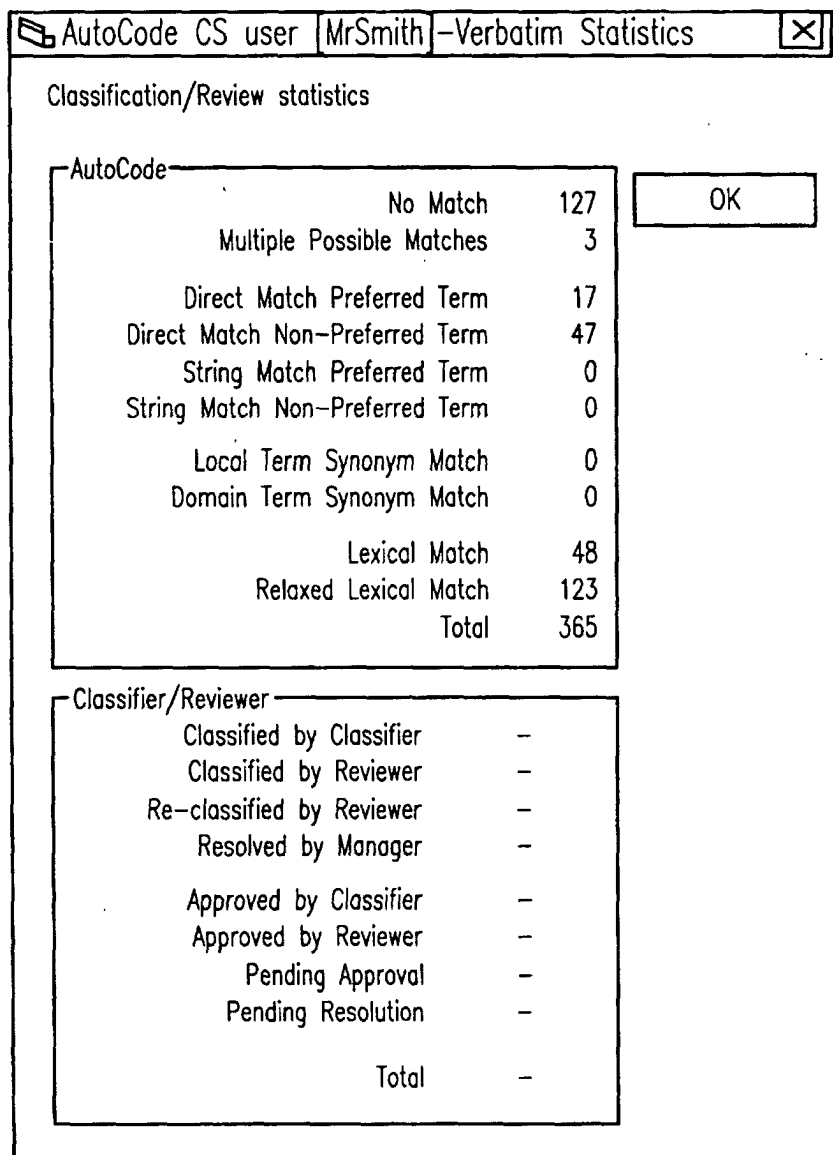 AutoCode CS user [MrSmith]-Verbatim Statistics
Classification/Review statistics
AutoCode
No Match 127
OK
Multiple Possible Matches 3
Direct Match Preferred Term 17
Direct Match Non-Preferred Term 47
String Match Preferred Term 0
String Match Non-Preferred Term 0
Local Term Synonym Match 0
Domain Term Synonym Match 0
Lexical Match 48
Relaxed Lexical Match 123
Total 365
Classifier/Reviewer
Classified by Classifier -
Classified by Reviewer -
Re-classified by Reviewer -
Resolved by Manager -
Approved by Classifier -
Approved by Reviewer -
Pending Approval -
Pending Resolution -
Total -